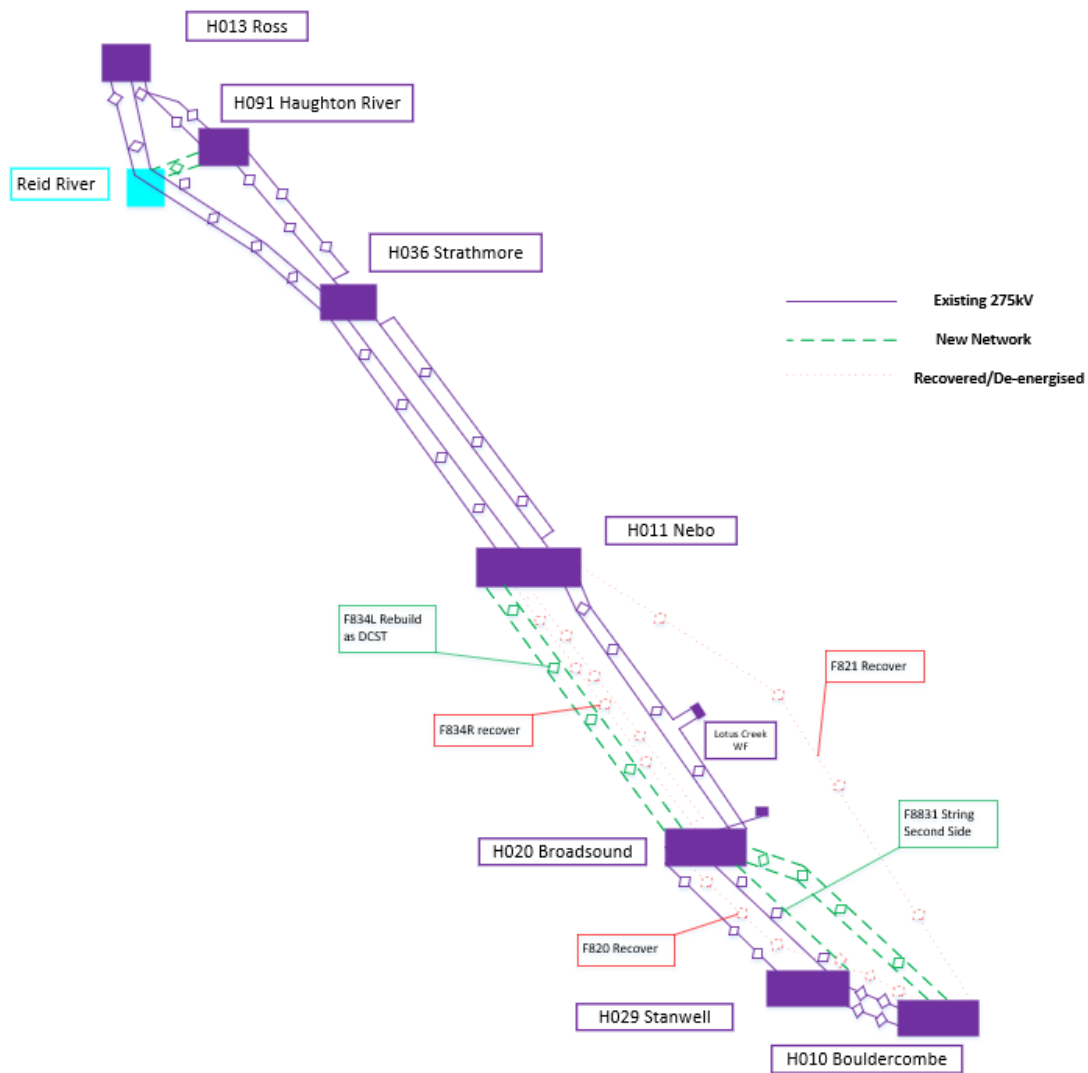 H013 Ross
H091 Haughton River
Reid River
H036 Strathmore
Existing 275kV
New Network
Recovered/De-energised
H011 Nebo
F834L Rebuild
as DCST
F821 Recover
F834R recover
Lotus Creek
WF
F8831 String
Second Side
H020 Broadsound
F820 Recover
H029 Stanwell
H010 Bouldercombe